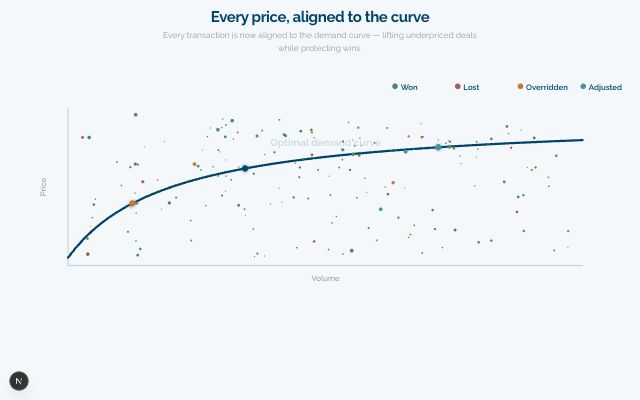 Every price, aligned to the curve
Every transaction is now aligned to the demand curve — lifting underpriced deals
while protecting wins.
Won
Lost
Overridden
Adjusted
Optimal demand curve
Price
Volume
N